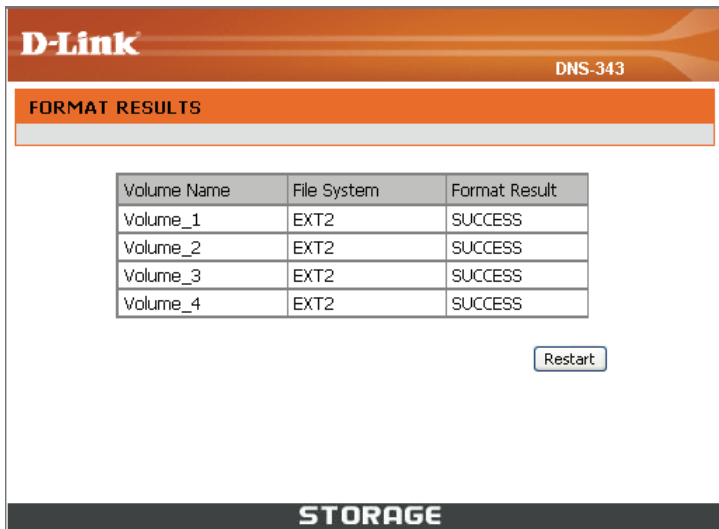 D-Link
DNS-343
FORMAT RESULTS
Volume Name File System Format Result
Volume_1 EXT2 SUCCESS
Volume_2 EXT2 SUCCESS
Volume_3 EXT2 SUCCESS
Volume_4 EXT2 SUCCESS
Restart
STORAGE